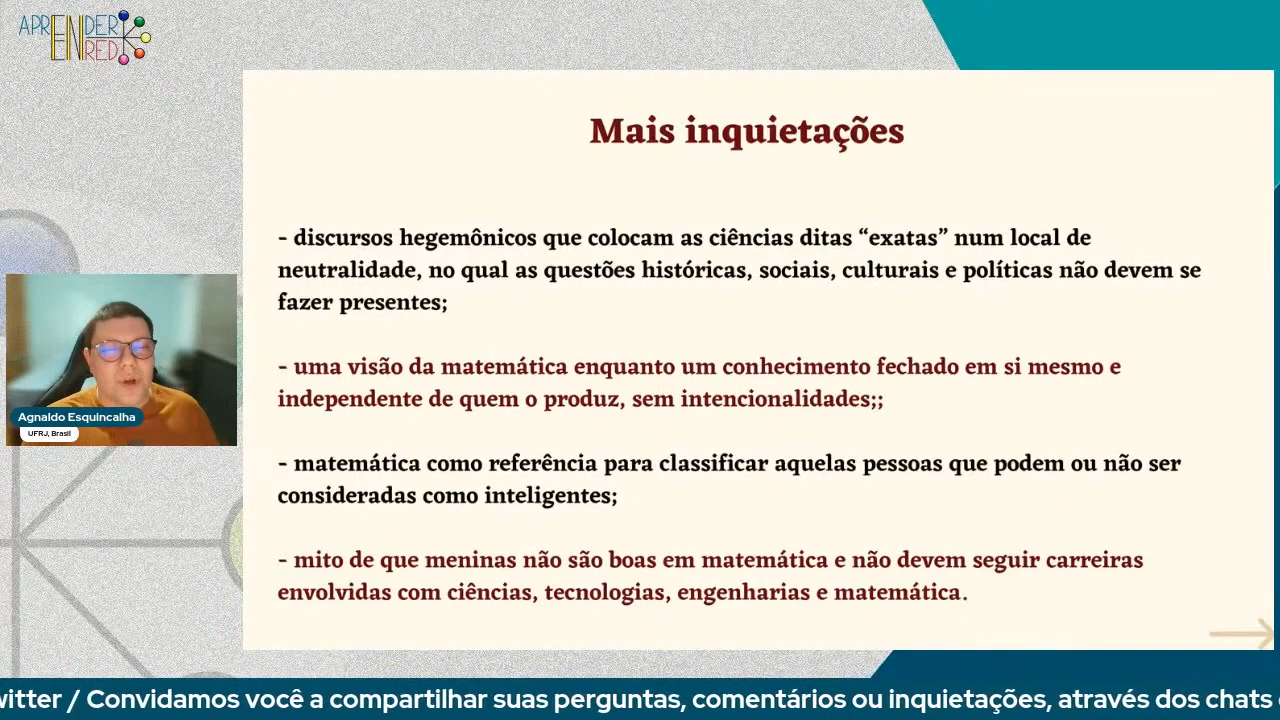 APRENDER
EN RED
Mais inquietações
- discursos hegemônicos que colocam as ciências ditas “exatas” num local de
neutralidade, no qual as questões históricas, sociais, culturais e políticas não devem se
fazer presentes;
- uma visão da matemática enquanto um conhecimento fechado em si mesmo e
independente de quem o produz, sem intencionalidades;;
- matemática como referência para classificar aquelas pessoas que podem ou não ser
consideradas como inteligentes;
- mito de que meninas não são boas em matemática e não devem seguir carreiras
envolvidas com ciências, tecnologias, engenharias e matemática.
Agnaldo Esquincalha
UFRJ, Brasil
witter / Convidamos você a compartilhar suas perguntas, comentários ou inquietações, através dos chats